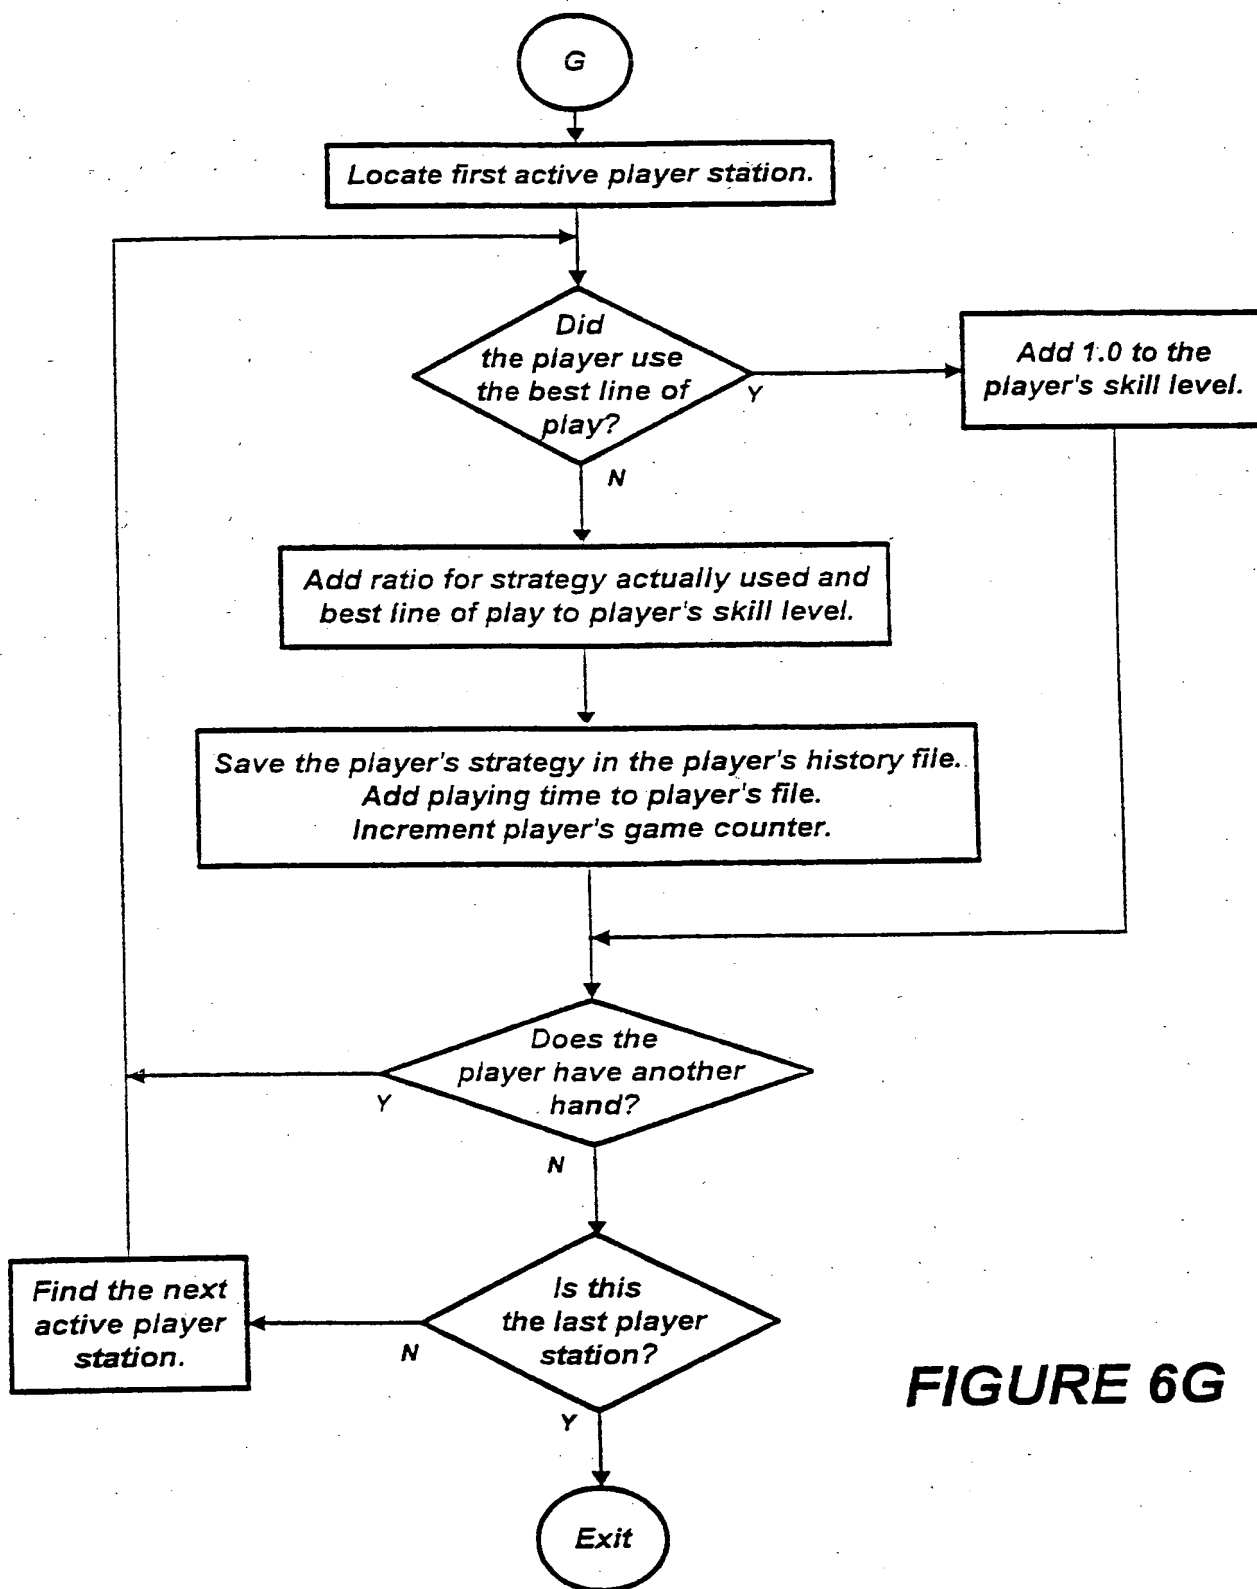 G
Locate first active player station.
Did
the player use
the best line of
play?
Y
Add 1.0 to the
player's skill level.
N
Add ratio for strategy actually used and
best line of play to player's skill level.
Save the player's strategy in the player's history file.
Add playing time to player's file.
Increment player's game counter.
Does the
player have another
hand?
Y
N
Is this
the last player
station?
N
Find the next
active player
station.
Y
Exit
FIGURE 6G